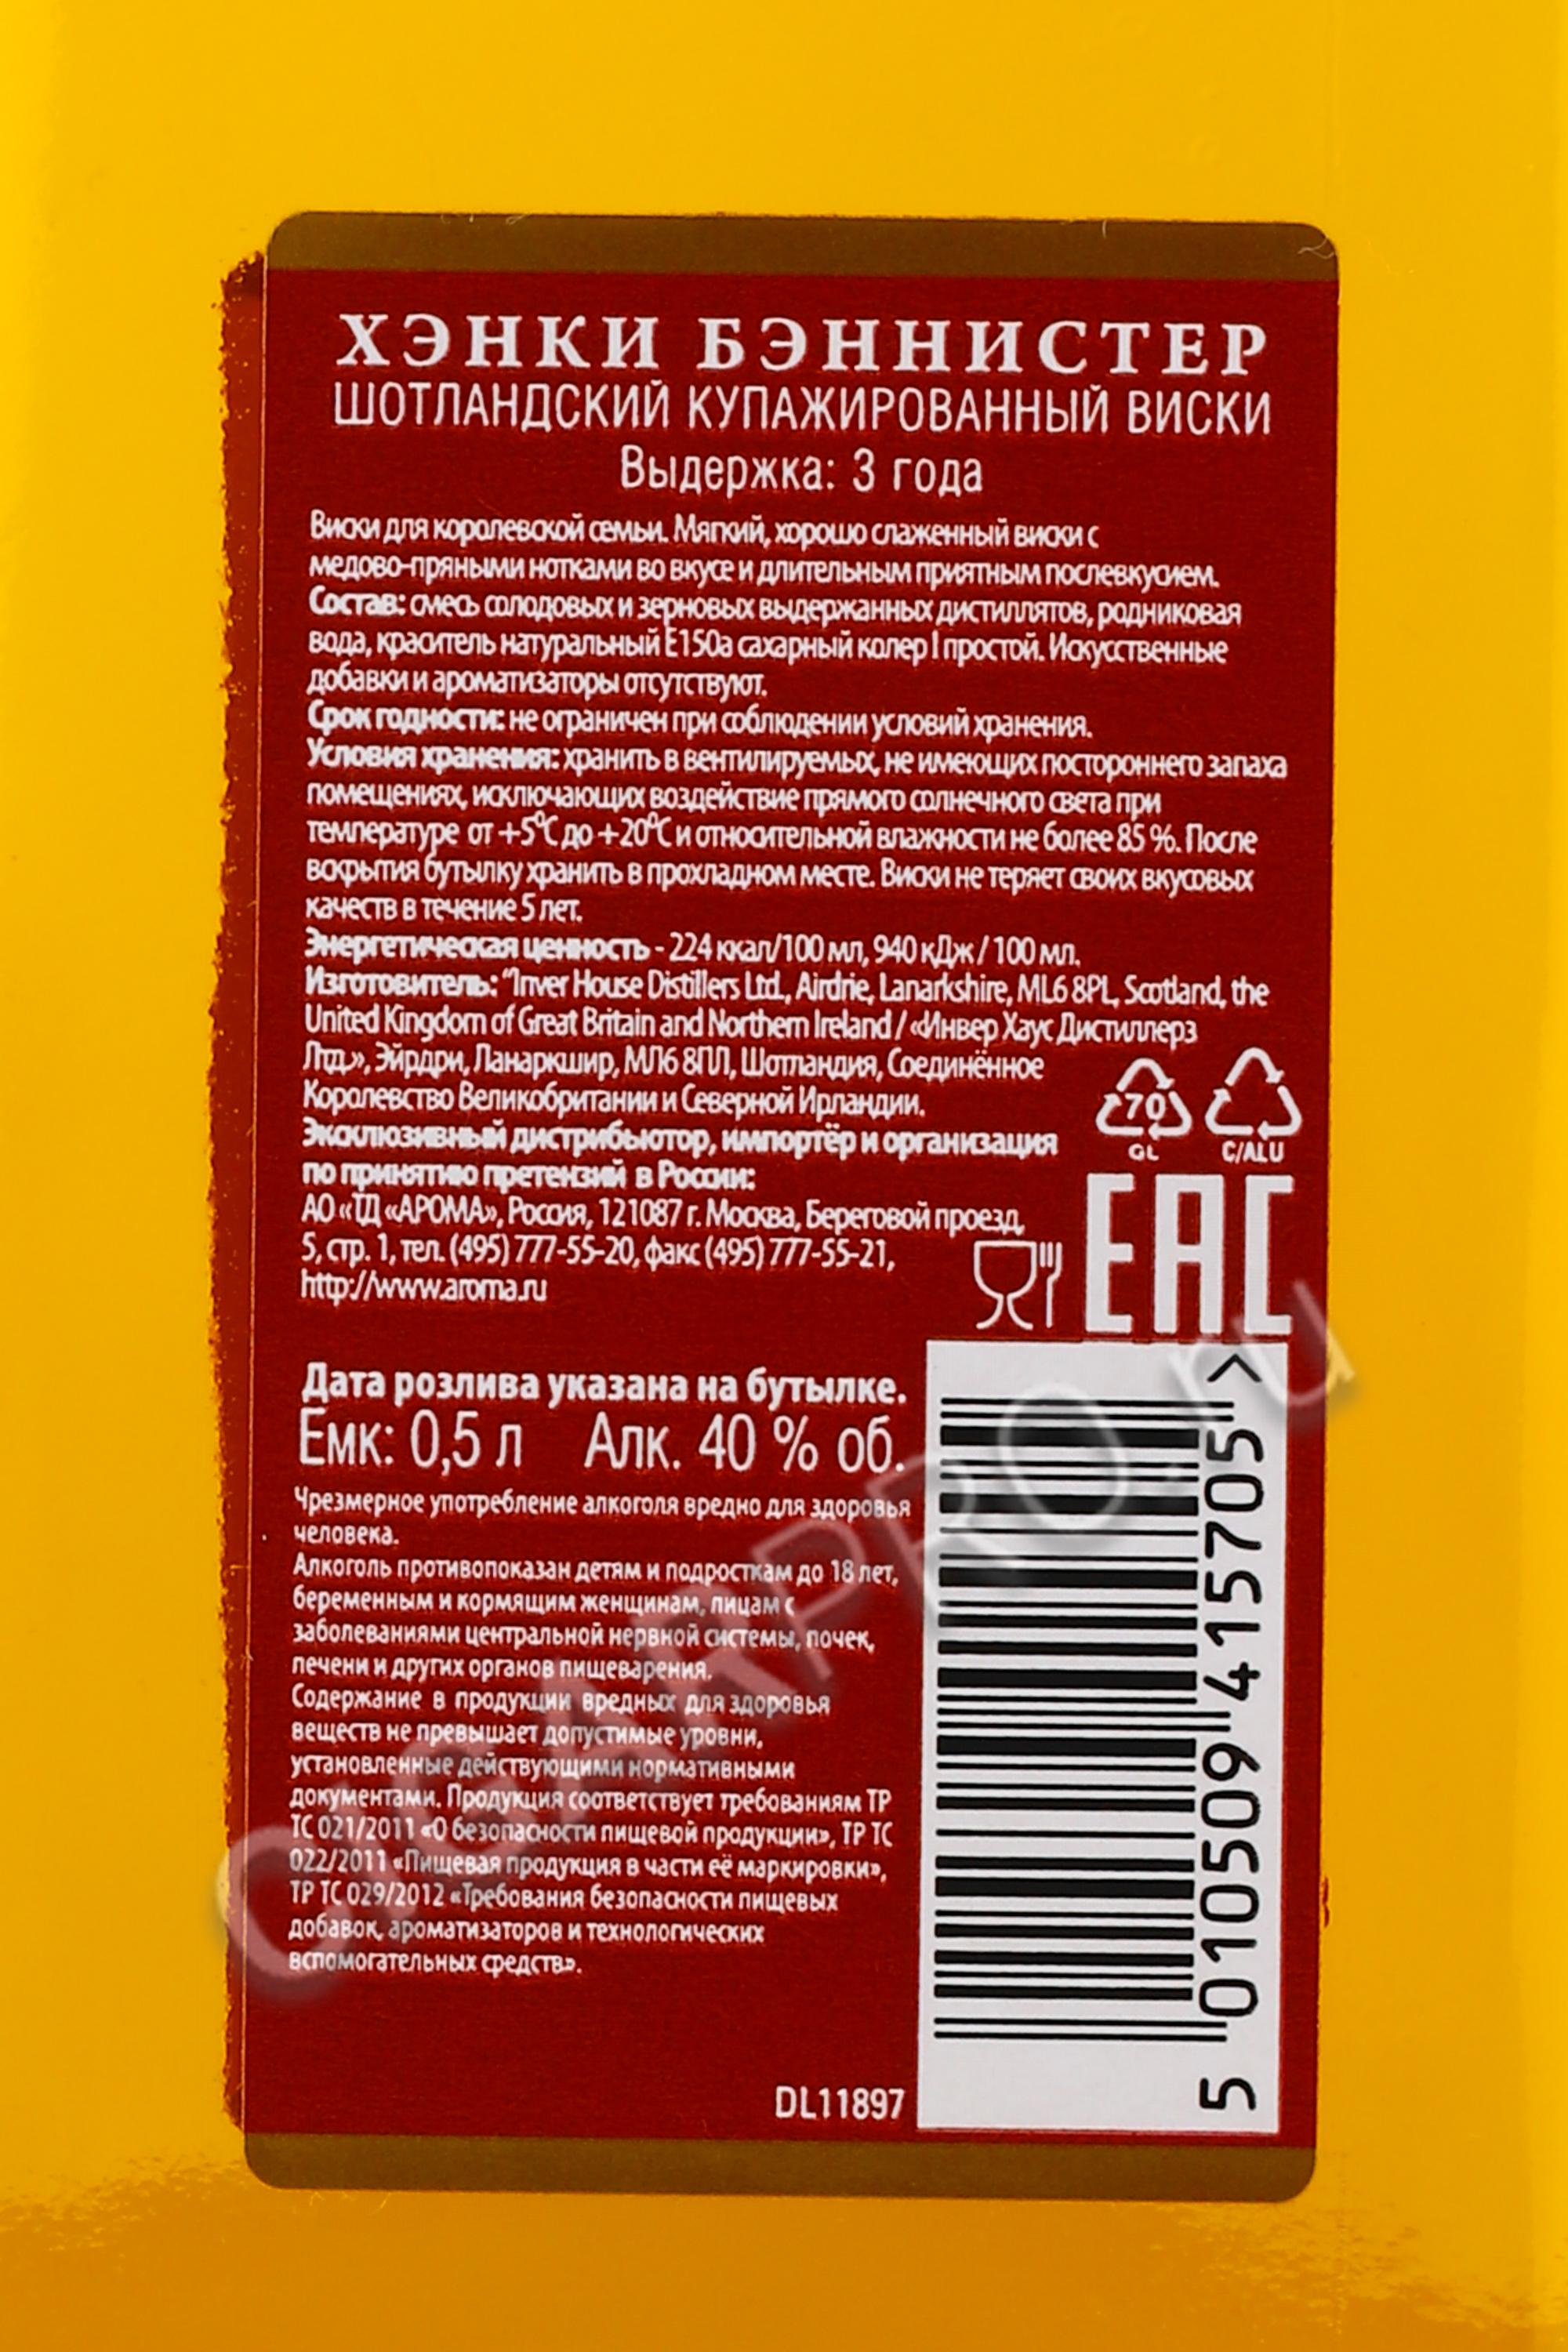 ХЭНКИ БЭННИСТЕР
ШОТЛАНДСКИЙ КУПАЖИРОВАННЫЙ ВИСКИ
Выдержка: 3 года
Виски для королевской семьи. Мягкий, хорошо слаженный виски с
медово-пряными нотками во вкусе и длительным приятным послевкусием.
Состав: смесь солодовых и зерновых выдержанных дистиллятов, родниковая
вода, краситель натуральный Е150а сахарный колер I простой. Искусственные
добавки и ароматизаторы отсутствуют.
Срок годности: не ограничен при соблюдении условий хранения.
Условия хранения: хранить в вентилируемых, не имеющих постороннего запаха
помещениях, исключающих воздействие прямого солнечного света при
температуре от +5°C до +20°C и относительной влажности не более 85 %. После
вскрытия бутылку хранить в прохладном месте. Виски не теряет своих вкусовых
качеств в течение 5 лет.
Энергетическая ценность - 224 ккал/100 мл, 940 кДж / 100 мл.
Изготовитель: "Inver House Distillers Ltd., Airdrie, Lanarkshire, ML6 8PL, Scotland, the
United Kingdom of Great Britain and Northern Ireland / «Инвер Хаус Дистиллерз
Лтд.», Эйрдри, Ланаркшир, МЛ6 8ПЛ, Шотландия, Соединённое
Королевство Великобритании и Северной Ирландии.
Эксклюзивный дистрибьютор, импортёр и организация
по принятию претензий в России:
АО «ТД «АРОМА», Россия, 121087 г. Москва, Береговой проезд,
5, стр. 1, тел. (495) 777-55-20, факс (495) 777-55-21,
http://www.aroma.ru
70
GL
C/ALU
EAC
Дата розлива указана на бутылке.
Емк: 0,5 л Алк. 40 % об.
Чрезмерное употребление алкоголя вредно для здоровья
человека.
Алкоголь противопоказан детям и подросткам до 18 лет,
беременным и кормящим женщинам, лицам с
заболеваниями центральной нервной системы, почек,
печени и других органов пищеварения.
Содержание в продукции вредных для здоровья
веществ не превышает допустимые уровни,
установленные действующими нормативными
документами. Продукция соответствует требованиям ТР
ТС 021/2011 «О безопасности пищевой продукции», ТР ТС
022/2011 «Пищевая продукция в части её маркировки»,
ТР ТС 029/2012 «Требования безопасности пищевых
добавок, ароматизаторов и технологических
вспомогательных средств».
DL11897
5 010509 415705 >
CIGARPRO.ru